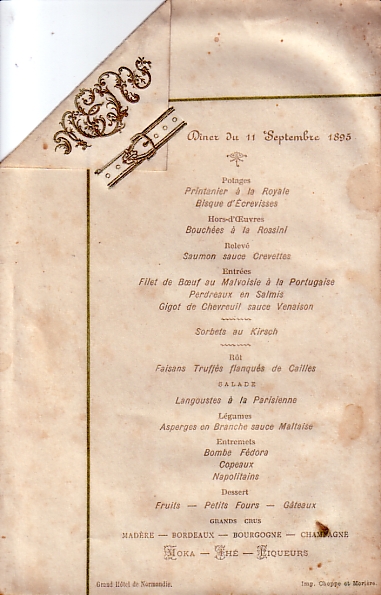 Dîner du 11 Septembre 1895
Potages
Printanier à la Royale
Bisque d'Écrevisses
Hors-d'Œuvres
Bouchées à la Rossini
Relevé
Saumon sauce Crevettes
Entrées
Filet de Bœuf au Malvoisie à la Portugaise
Perdreaux en Salmis
Gigot de Chevreuil sauce Venaison
Sorbets au Kirsch
Rôt
Faisans Truffés flanqués de Cailles
SALADE
Langoustes à la Parisienne
Légumes
Asperges en Branche sauce Maltaise
Entremets
Bombe Fédora
Copeaux
Napolitains
Dessert
Fruits — Petits Fours — Gâteaux
GRANDS CRUS
MADÈRE — BORDEAUX — BOURGOGNE — CHAMPAGNE
MOKA — THÉ — LIQUEURS
Grand Hôtel de Normandie.
Imp. Choppe et Morière.